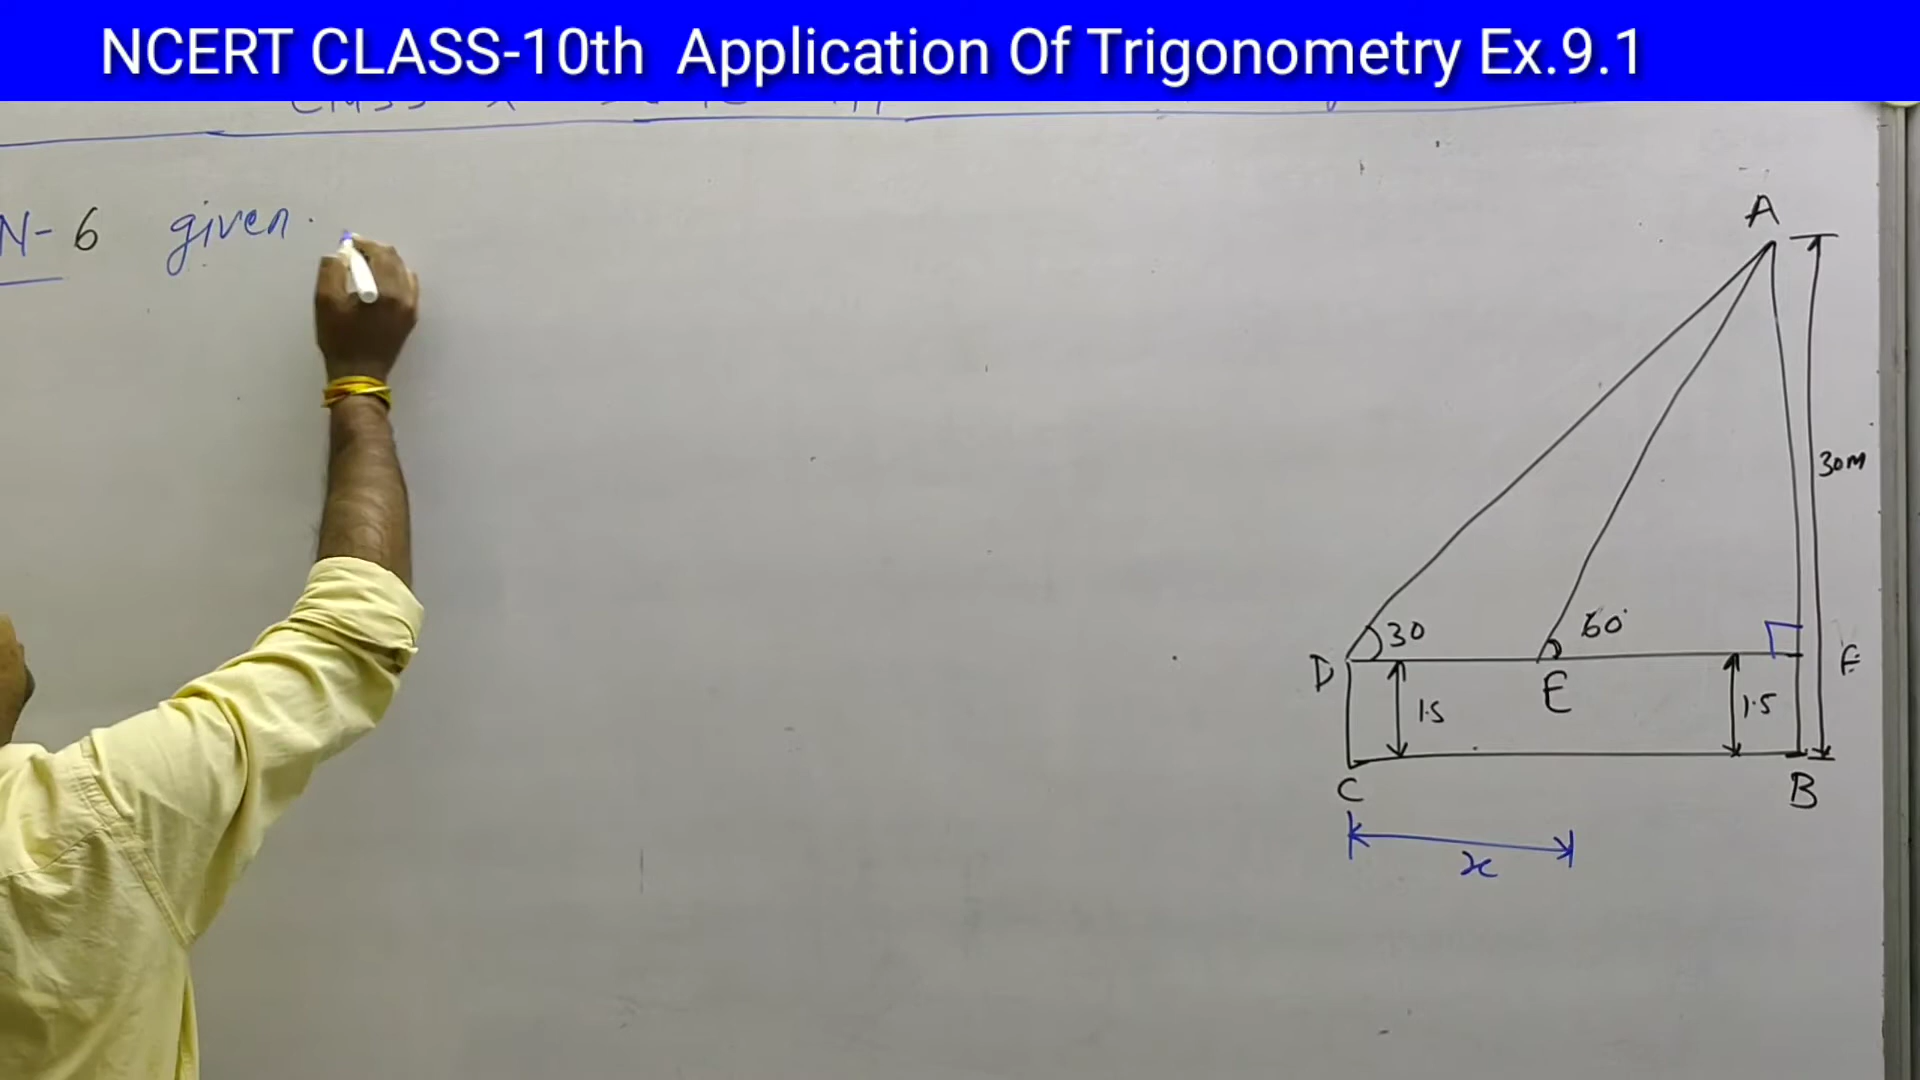 NCERT CLASS-10th Application Of Trigonometry Ex.9.1
N- 6 given
A
30M
30
60°
D
E
F
1.5
1.5
C
B
x